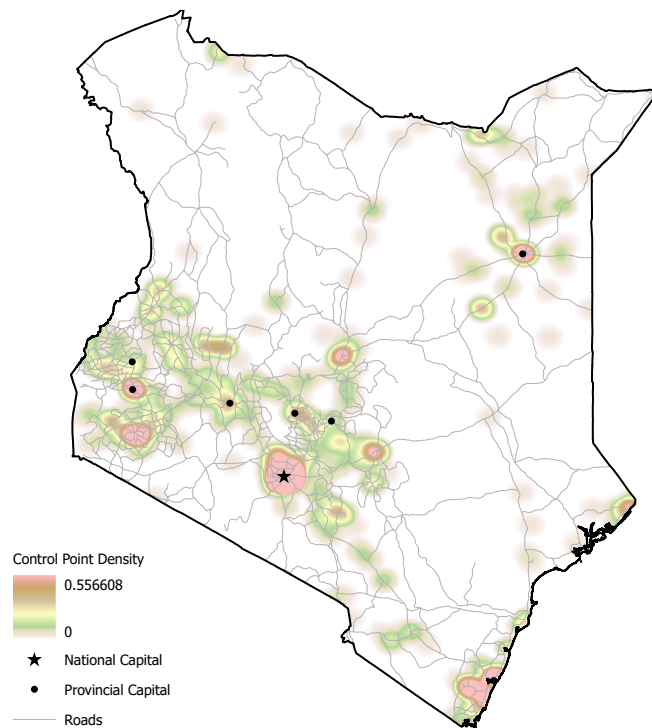 Control Point Density
0.556608
0
National Capital
Provincial Capital
Roads